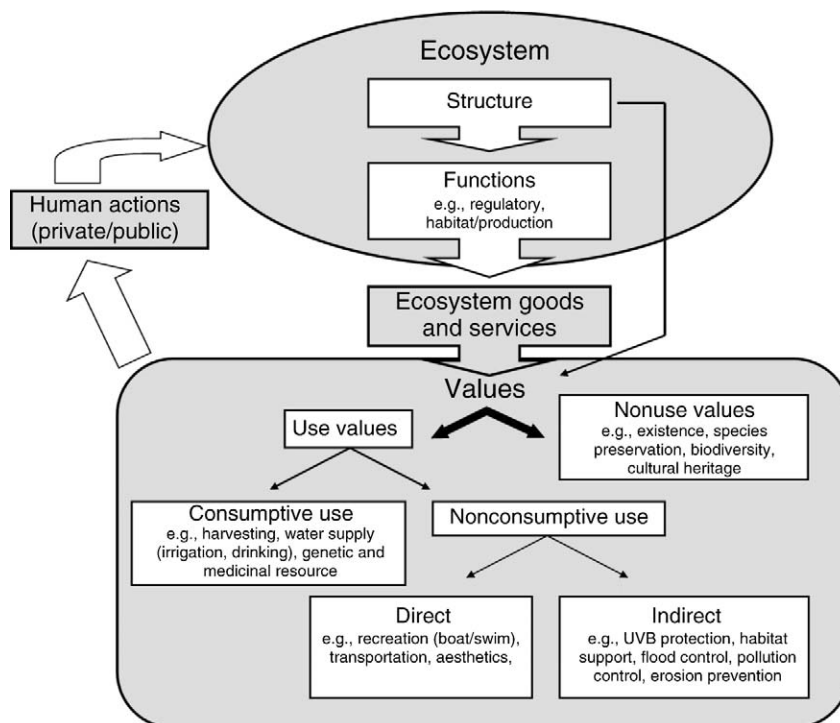 Ecosystem
Structure
Functions
e.g., regulatory,
habitat/production
Human actions
(private/public)
Ecosystem goods
and services
Values
Use values
Nonuse values
e.g., existence, species
preservation, biodiversity,
cultural heritage
Consumptive use
e.g., harvesting, water supply
(irrigation, drinking), genetic and
medicinal resource
Nonconsumptive use
Direct
e.g., recreation (boat/swim),
transportation, aesthetics,
Indirect
e.g., UVB protection, habitat
support, flood control, pollution
control, erosion prevention